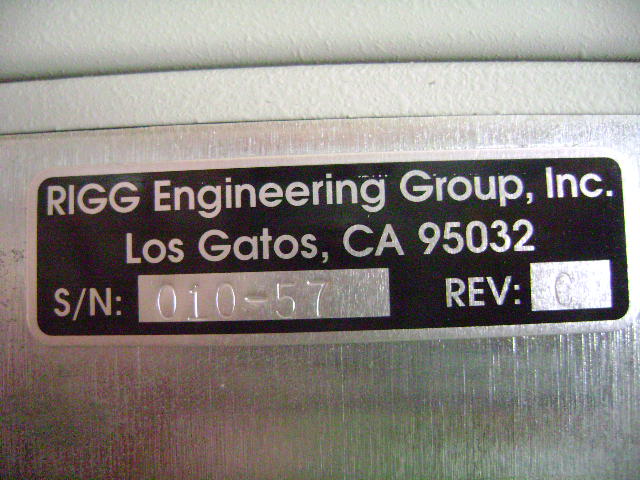 RIGG Engineering Group, Inc.
Los Gatos, CA 95032
S/N: 010-57 REV: C